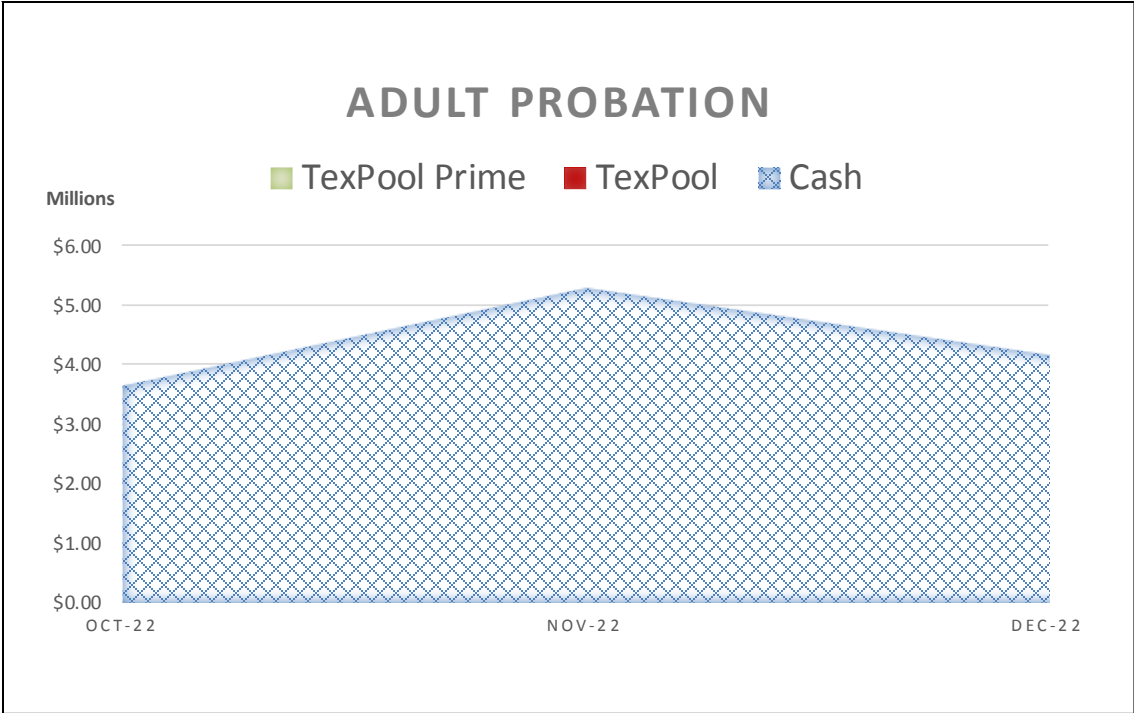 ADULT PROBATION
TexPool Prime TexPool Cash
Millions
$6.00
$5.00
$4.00
$3.00
$2.00
$1.00
$0.00
OCT-22 NOV-22 DEC-22